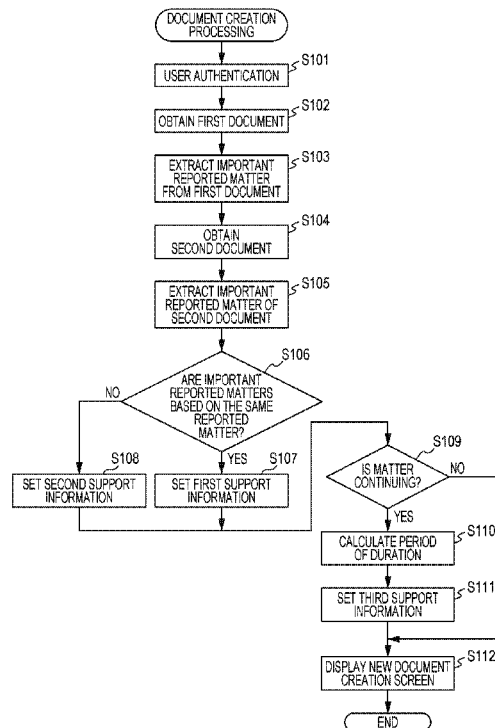 DOCUMENT CREATION
PROCESSING
S101
USER AUTHENTICATION
S102
OBTAIN FIRST DOCUMENT
S103
EXTRACT IMPORTANT
REPORTED MATTER
FROM FIRST DOCUMENT
S104
OBTAIN
SECOND DOCUMENT
S105
EXTRACT IMPORTANT
REPORTED MATTER OF
SECOND DOCUMENT
S106
ARE IMPORTANT
REPORTED MATTERS
BASED ON THE SAME
REPORTED
MATTER?
NO
YES
S108
SET SECOND SUPPORT
INFORMATION
S107
SET FIRST SUPPORT
INFORMATION
S109
IS MATTER
CONTINUING?
NO
YES
S110
CALCULATE PERIOD
OF DURATION
S111
SET THIRD SUPPORT
INFORMATION
S112
DISPLAY NEW DOCUMENT
CREATION SCREEN
END